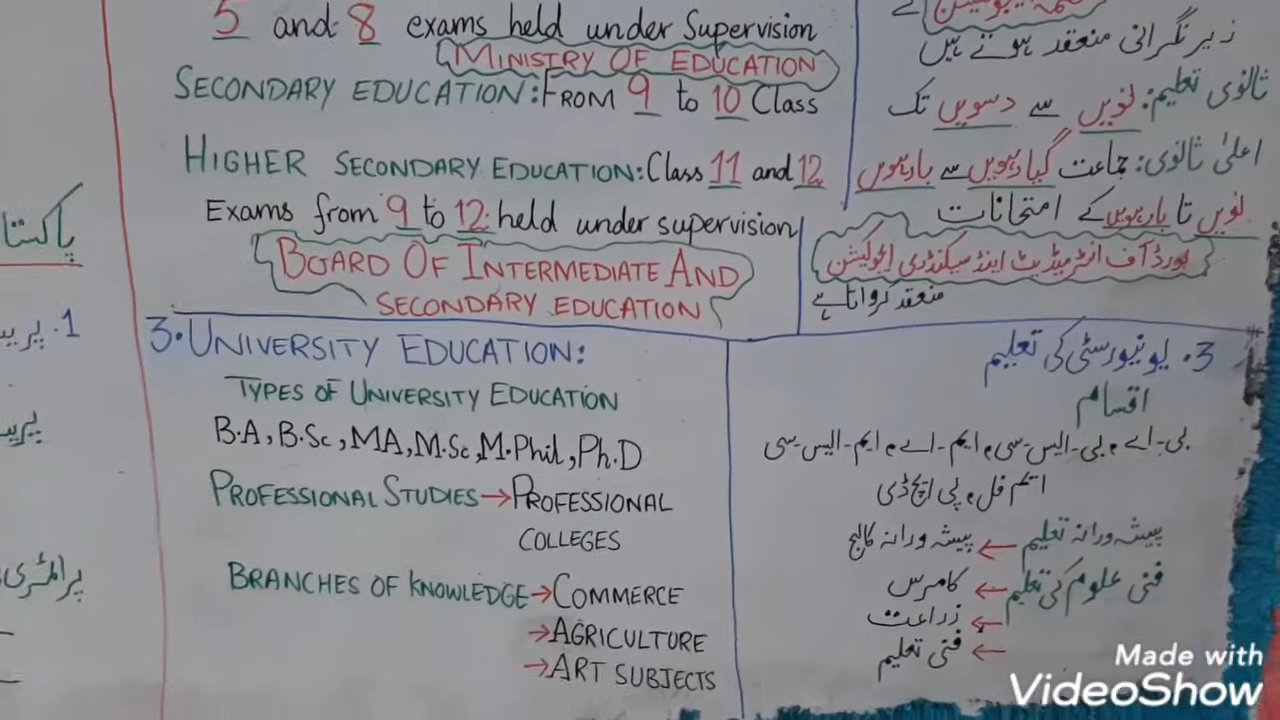 5 and 8 exams held under Supervision
MINISTRY OF EDUCATION
SECONDARY EDUCATION: FROM 9 to 10 Class
HIGHER SECONDARY EDUCATION: Class 11 and 12
Exams from 9 to 12 held under supervision
BOARD OF INTERMEDIATE AND
SECONDARY EDUCATION
زیر نگرانی منعقد ہوتے ہیں
ثانوی تعلیم: نویں سے دسویں تک
اعلیٰ ثانوی: جماعت گیارہویں سے بارہویں
نویں تا بارہویں کے امتحانات
بورڈ آف انٹرمیڈیٹ اینڈ سیکنڈری ایجوکیشن
منعقد کرواتا ہے
3. UNIVERSITY EDUCATION:
TYPES OF UNIVERSITY EDUCATION
B.A, B.Sc, MA, M.Sc, M.Phil, Ph.D
PROFESSIONAL STUDIES → PROFESSIONAL
COLLEGES
BRANCHES OF KNOWLEDGE → COMMERCE
→ AGRICULTURE
→ ART SUBJECTS
3. یونیورسٹی کی تعلیم
اقسام
بی-اے، بی-ایس-سی، ایم-اے، ایم-ایس-سی
ایم فل، پی ایچ ڈی
پیشہ ورانہ تعلیم ← پیشہ ورانہ کالج
فنی علوم کی تعلیم ← کامرس
← زراعت
← فنی تعلیم
1.
Made with
VideoShow